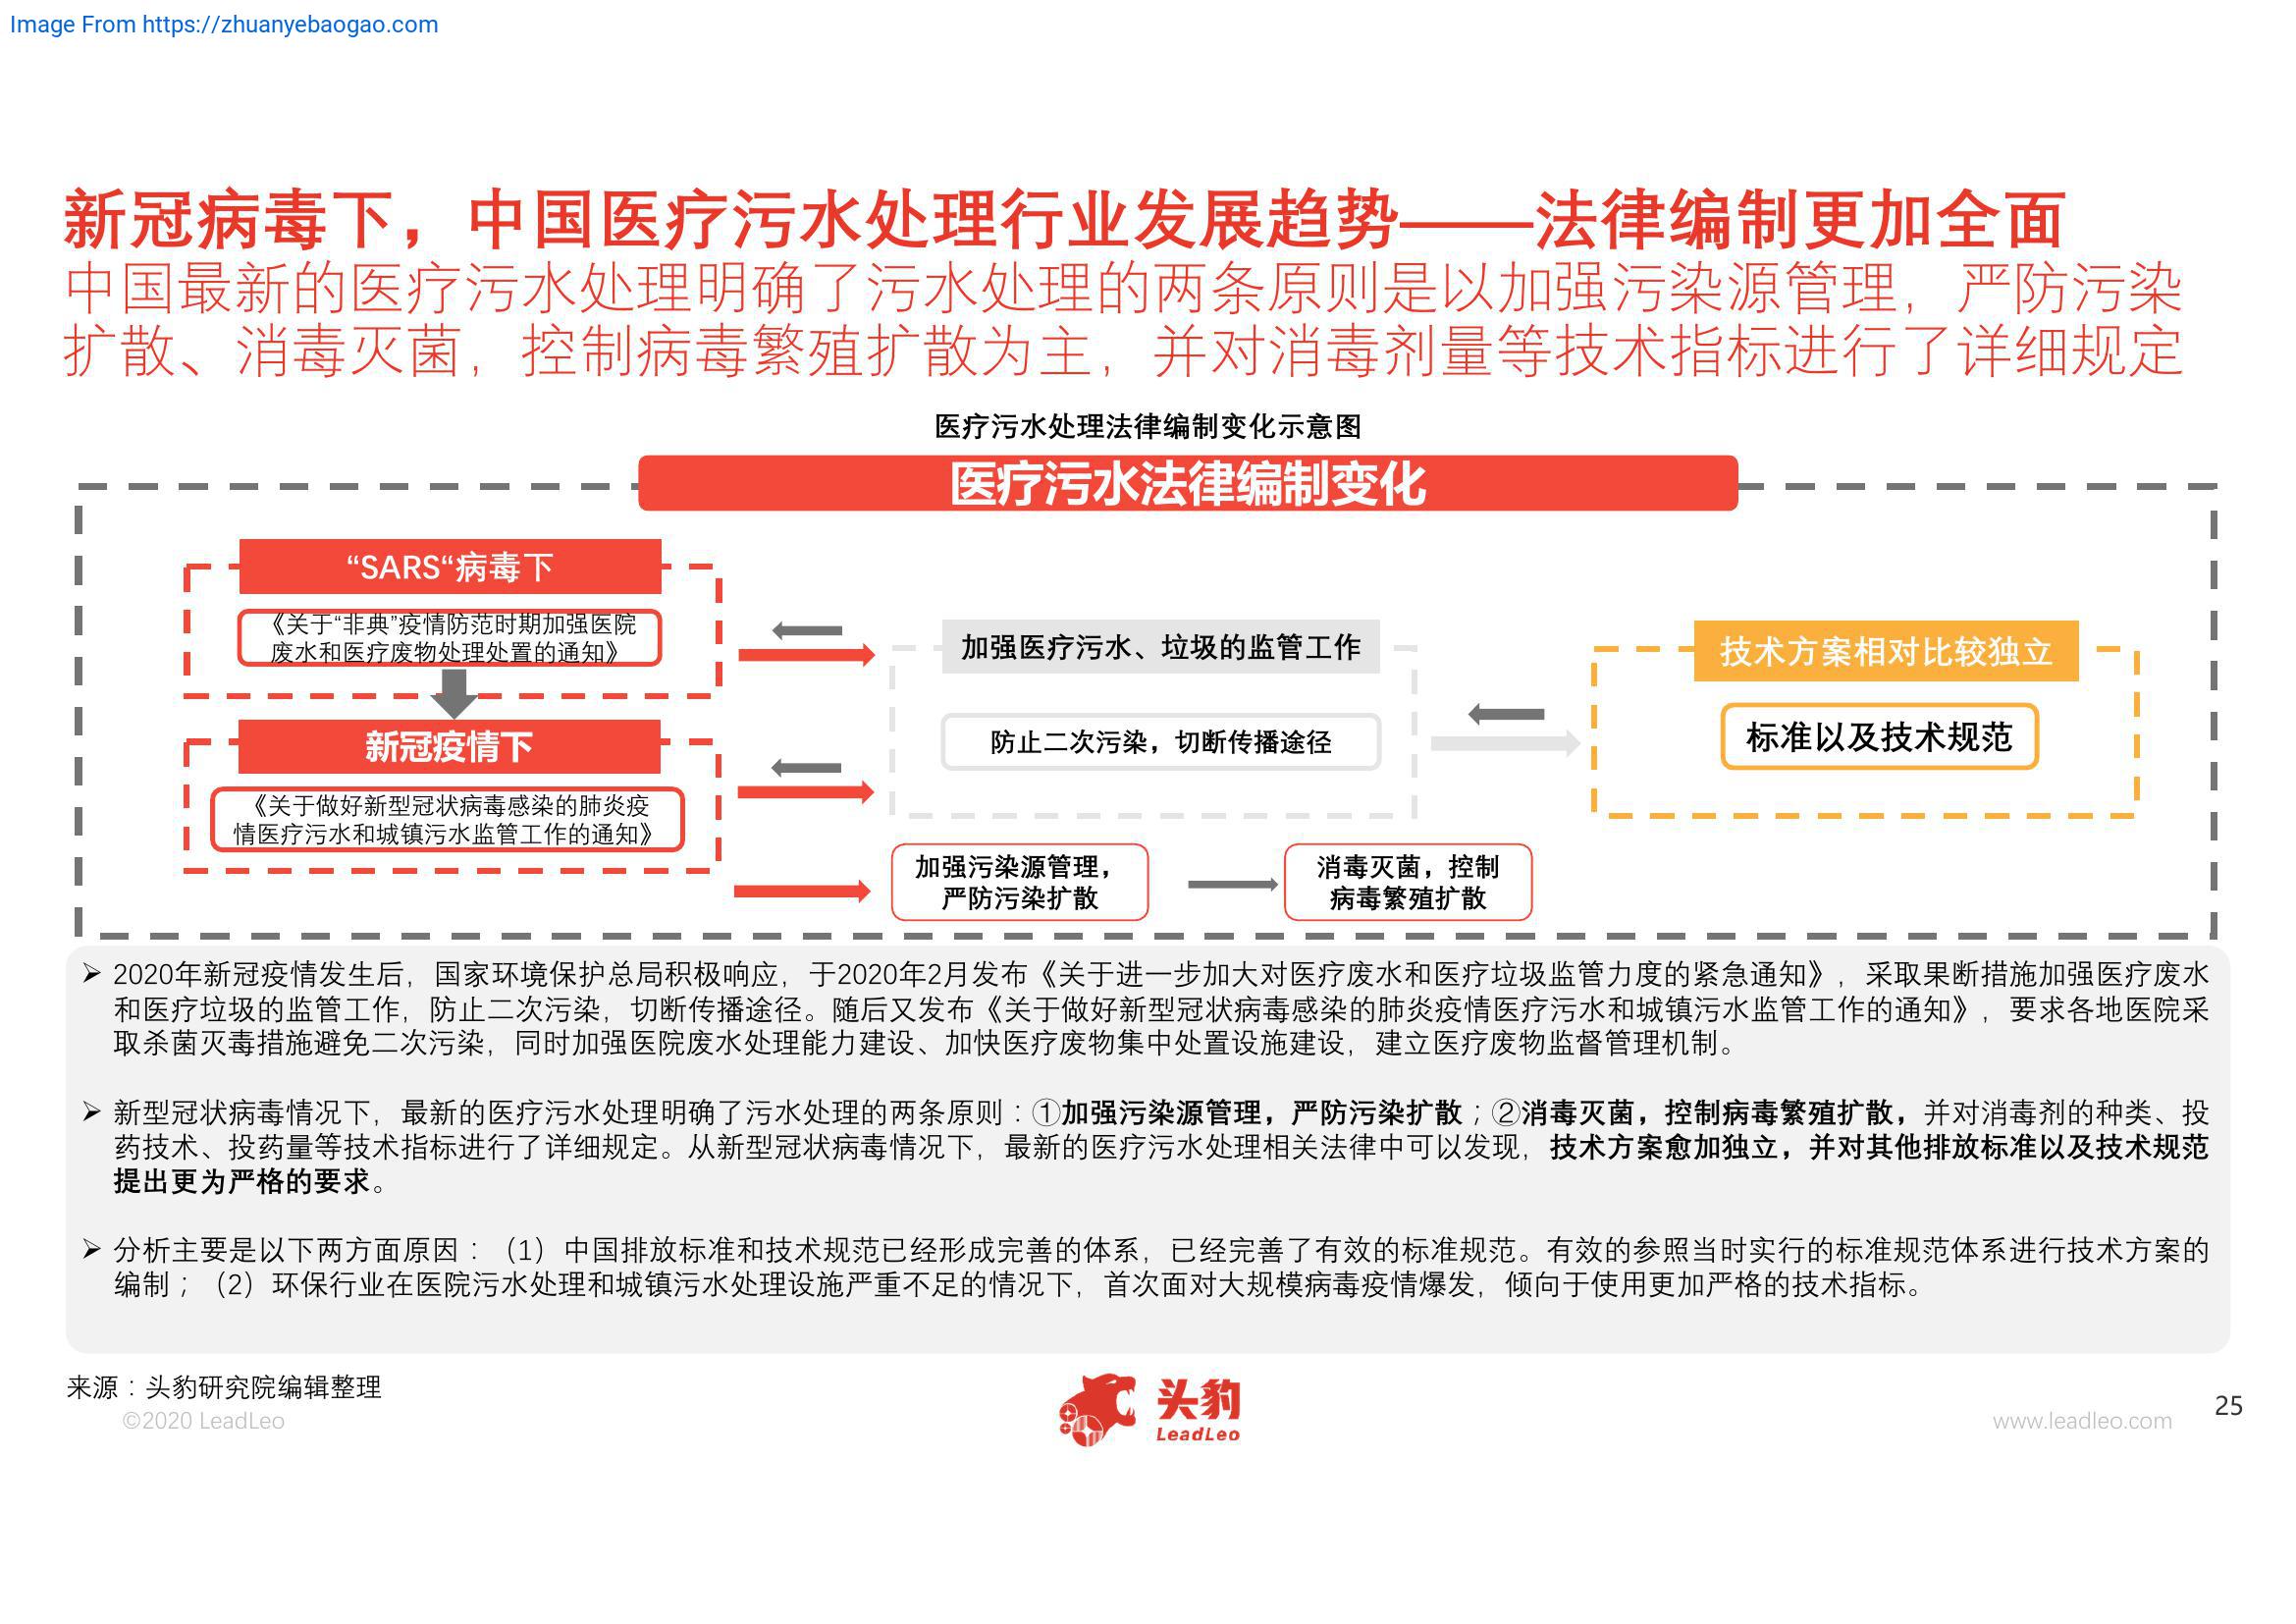 Image From https://zhuanyebaogao.com
新冠病毒下，中国医疗污水处理行业发展趋势——法律编制更加全面
中国最新的医疗污水处理明确了污水处理的两条原则是以加强污染源管理，严防污染
扩散、消毒灭菌，控制病毒繁殖扩散为主，并对消毒剂量等技术指标进行了详细规定
医疗污水处理法律编制变化示意图
医疗污水法律编制变化
“SARS“病毒下
《关于“非典”疫情防范时期加强医院
废水和医疗废物处理处置的通知》
新冠疫情下
《关于做好新型冠状病毒感染的肺炎疫
情医疗污水和城镇污水监管工作的通知》
加强医疗污水、垃圾的监管工作
防止二次污染，切断传播途径
技术方案相对比较独立
标准以及技术规范
加强污染源管理，
严防污染扩散
消毒灭菌，控制
病毒繁殖扩散
➢ 2020年新冠疫情发生后，国家环境保护总局积极响应，于2020年2月发布《关于进一步加大对医疗废水和医疗垃圾监管力度的紧急通知》，采取果断措施加强医疗废水
和医疗垃圾的监管工作，防止二次污染，切断传播途径。随后又发布《关于做好新型冠状病毒感染的肺炎疫情医疗污水和城镇污水监管工作的通知》，要求各地医院采
取杀菌灭毒措施避免二次污染，同时加强医院废水处理能力建设、加快医疗废物集中处置设施建设，建立医疗废物监督管理机制。
➢ 新型冠状病毒情况下，最新的医疗污水处理明确了污水处理的两条原则：①加强污染源管理，严防污染扩散；②消毒灭菌，控制病毒繁殖扩散，并对消毒剂的种类、投
药技术、投药量等技术指标进行了详细规定。从新型冠状病毒情况下，最新的医疗污水处理相关法律中可以发现，技术方案愈加独立，并对其他排放标准以及技术规范
提出更为严格的要求。
➢ 分析主要是以下两方面原因：（1）中国排放标准和技术规范已经形成完善的体系，已经完善了有效的标准规范。有效的参照当时实行的标准规范体系进行技术方案的
编制；（2）环保行业在医院污水处理和城镇污水处理设施严重不足的情况下，首次面对大规模病毒疫情爆发，倾向于使用更加严格的技术指标。
来源：头豹研究院编辑整理
©2020 LeadLeo
头豹
LeadLeo
www.leadleo.com
25